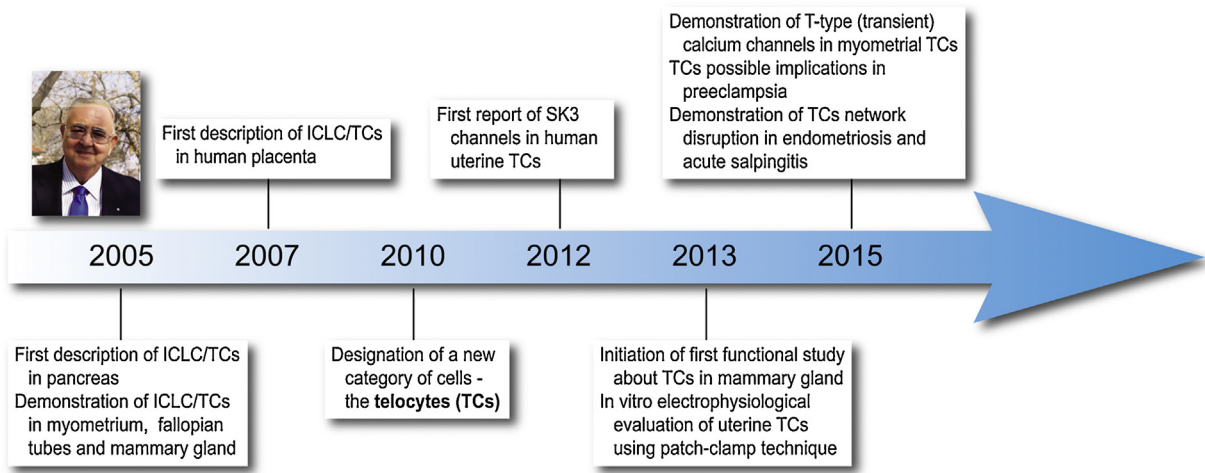 Demonstration of T-type (transient)
calcium channels in myometrial TCs
TCs possible implications in
preeclampsia
Demonstration of TCs network
disruption in endometriosis and
acute salpingitis
First report of SK3
channels in human
uterine TCs
First description of ICLC/TCs
in human placenta
2005 2007 2010 2012 2013 2015
First description of ICLC/TCs
in pancreas
Demonstration of ICLC/TCs
in myometrium, fallopian
tubes and mammary gland
Designation of a new
category of cells -
the telocytes (TCs)
Initiation of first functional study
about TCs in mammary gland
In vitro electrophysiological
evaluation of uterine TCs
using patch-clamp technique